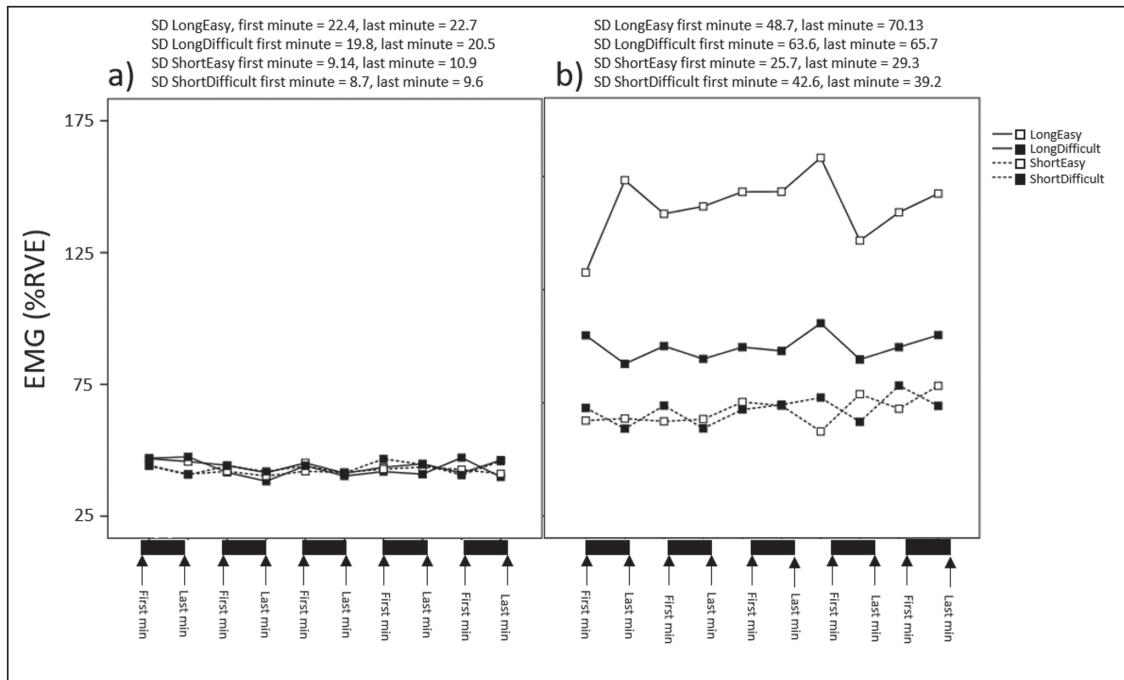 SD LongEasy, first minute = 22.4, last minute = 22.7
SD LongDifficult first minute = 19.8, last minute = 20.5
SD ShortEasy first minute = 9.14, last minute = 10.9
SD ShortDifficult first minute = 8.7, last minute = 9.6
a)
SD LongEasy first minute = 48.7, last minute = 70.13
SD LongDifficult first minute = 63.6, last minute = 65.7
SD ShortEasy first minute = 25.7, last minute = 29.3
SD ShortDifficult first minute = 42.6, last minute = 39.2
b)
LongEasy
LongDifficult
ShortEasy
ShortDifficult
EMG (%RVE)
175
125
75
25
First min
Last min
First min
Last min
First min
Last min
First min
Last min
First min
Last min
First min
Last min
First min
Last min
First min
Last min
First min
Last min
First min
Last min